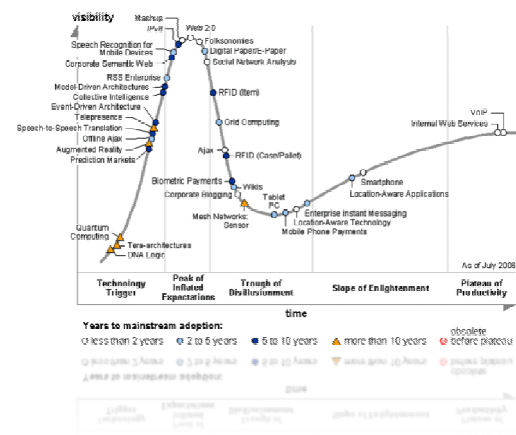 visibility
Mashup
IPv6
Web 2.0
Folksonomies
Speech Recognition for
Mobile Devices
Digital Paper/E-Paper
Corporate Semantic Web
Social Network Analysis
RSS Enterprise
Model-Driven Architectures
Collective Intelligence
RFID (Item)
Event-Driven Architecture
Telepresence
Speech-to-Speech Translation
Grid Computing
Offline Ajax
Augmented Reality
Prediction Markets
Ajax
RFID (Case/Pallet)
VoIP
Internal Web Services
Biometric Payments
Wikis
Corporate Blogging
Tablet
PC
Smartphone
Location-Aware Applications
Mesh Networks:
Sensor
Enterprise Instant Messaging
Location-Aware Technology
Mobile Phone Payments
Quantum
Computing
Tera-architectures
DNA Logic
As of July 2006
Technology
Trigger
Peak of
Inflated
Expectations
Trough of
Disillusionment
Slope of Enlightenment
Plateau of
Productivity
time
Years to mainstream adoption:
less than 2 years
2 to 5 years
5 to 10 years
more than 10 years
obsolete
before plateau